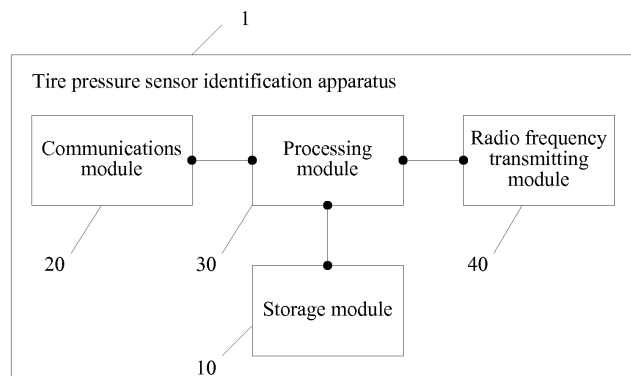 1
Tire pressure sensor identification apparatus
Communications
module
Processing
module
Radio frequency
transmitting
module
20
30
40
Storage module
10